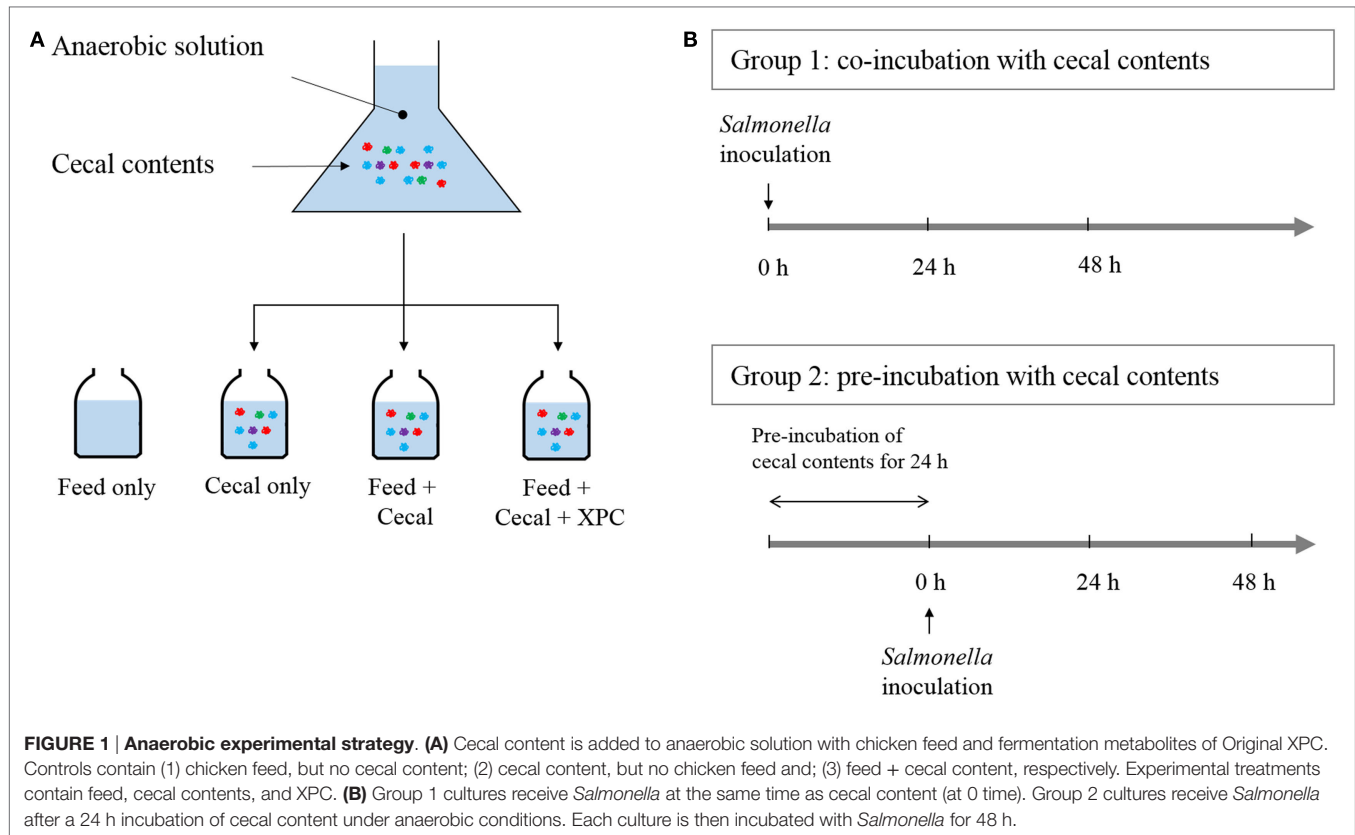 A
Anaerobic solution
Cecal contents
Feed only
Cecal only
Feed +
Cecal
Feed +
Cecal + XPC
B
Group 1: co-incubation with cecal contents
Salmonella
inoculation
0 h
24 h
48 h
Group 2: pre-incubation with cecal contents
Pre-incubation of
cecal contents for 24 h
0 h
24 h
48 h
Salmonella
inoculation
FIGURE 1 | Anaerobic experimental strategy. (A) Cecal content is added to anaerobic solution with chicken feed and fermentation metabolites of Original XPC.
Controls contain (1) chicken feed, but no cecal content; (2) cecal content, but no chicken feed and; (3) feed + cecal content, respectively. Experimental treatments
contain feed, cecal contents, and XPC. (B) Group 1 cultures receive Salmonella at the same time as cecal content (at 0 time). Group 2 cultures receive Salmonella
after a 24 h incubation of cecal content under anaerobic conditions. Each culture is then incubated with Salmonella for 48 h.